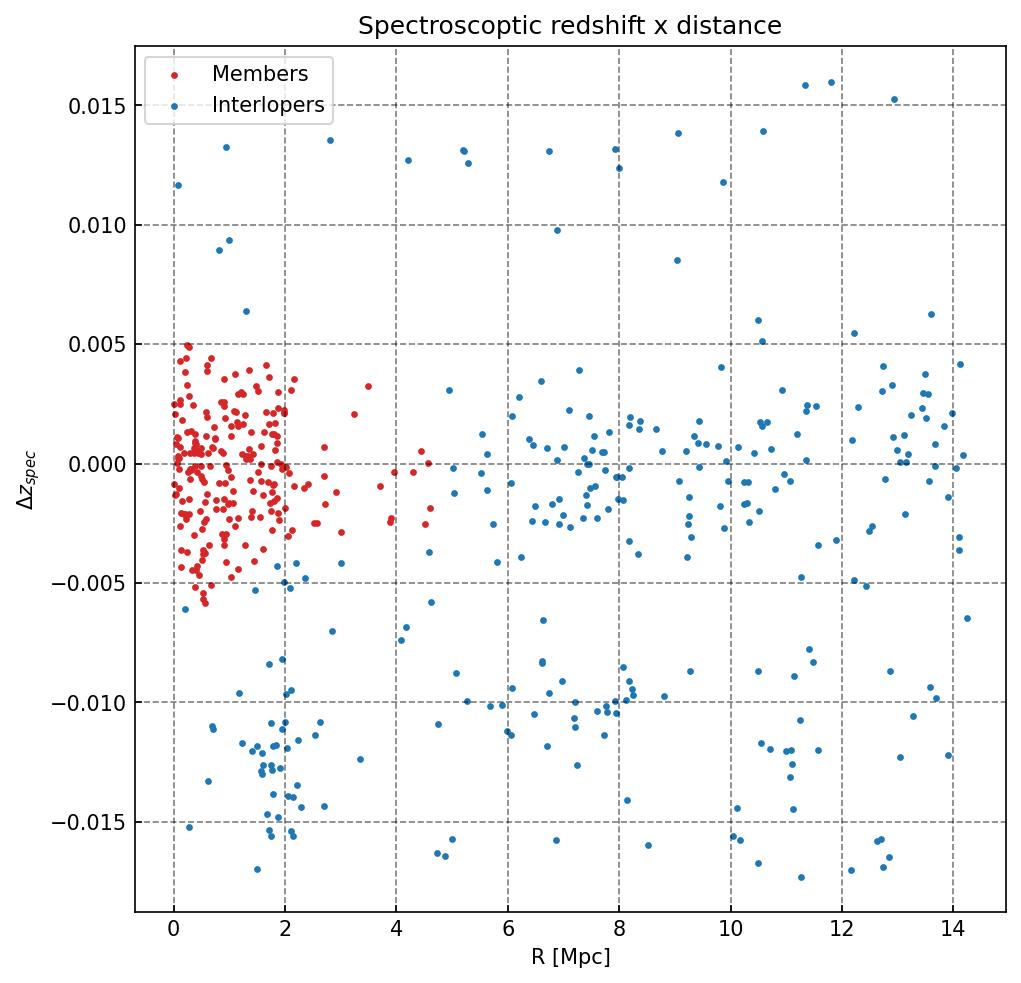 Spectroscoptic redshift x distance
Members
Interlopers
0.015
0.010
0.005
0.000
−0.005
−0.010
−0.015
Δz_spec
0 2 4 6 8 10 12 14
R [Mpc]